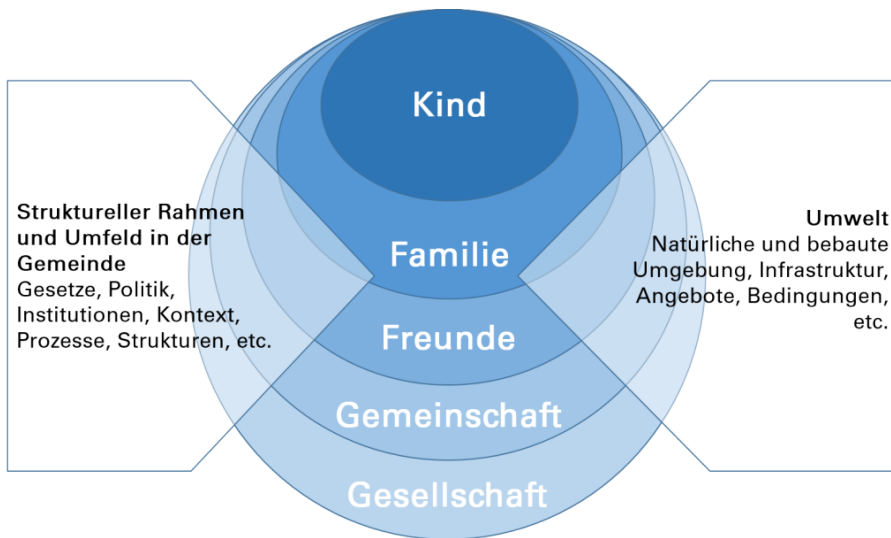 Kind
Familie
Freunde
Gemeinschaft
Gesellschaft
Struktureller Rahmen
und Umfeld in der
Gemeinde
Gesetze, Politik,
Institutionen, Kontext,
Prozesse, Strukturen, etc.
Umwelt
Natürliche und bebaute
Umgebung, Infrastruktur,
Angebote, Bedingungen,
etc.